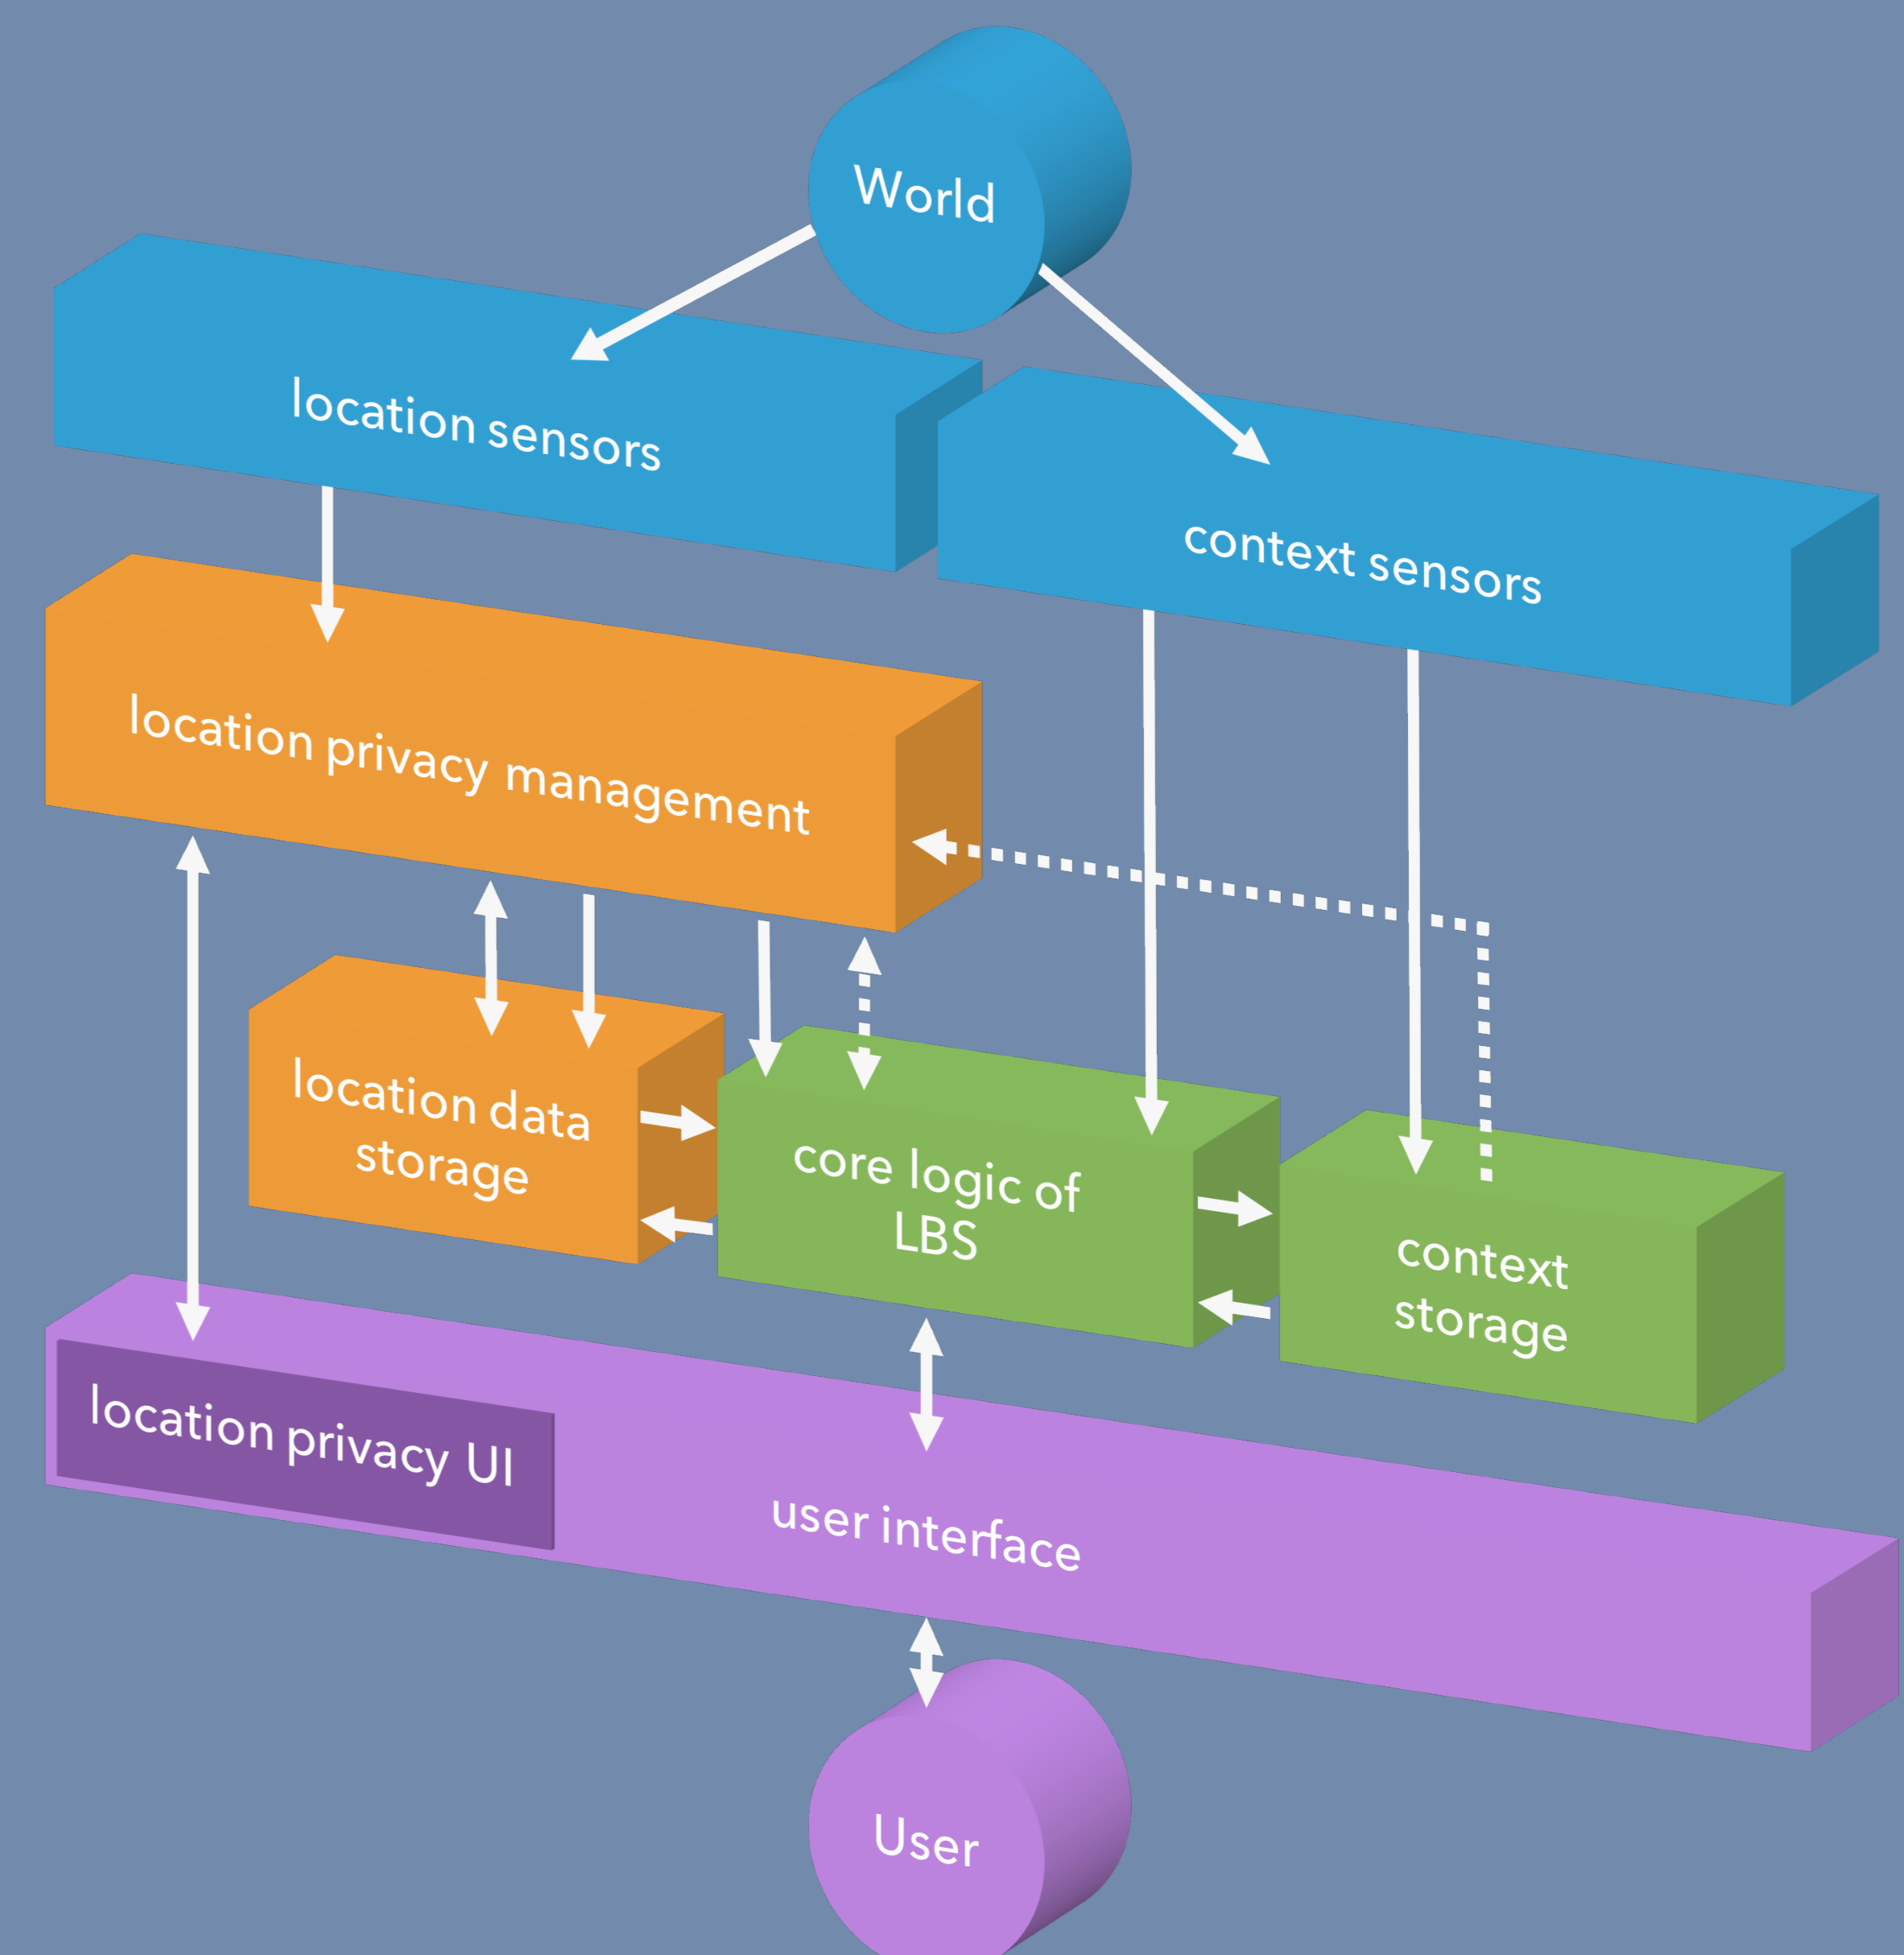 World
location sensors
context sensors
location privacy management
location data
storage
core logic of
LBS
context
storage
location privacy UI
user interface
User